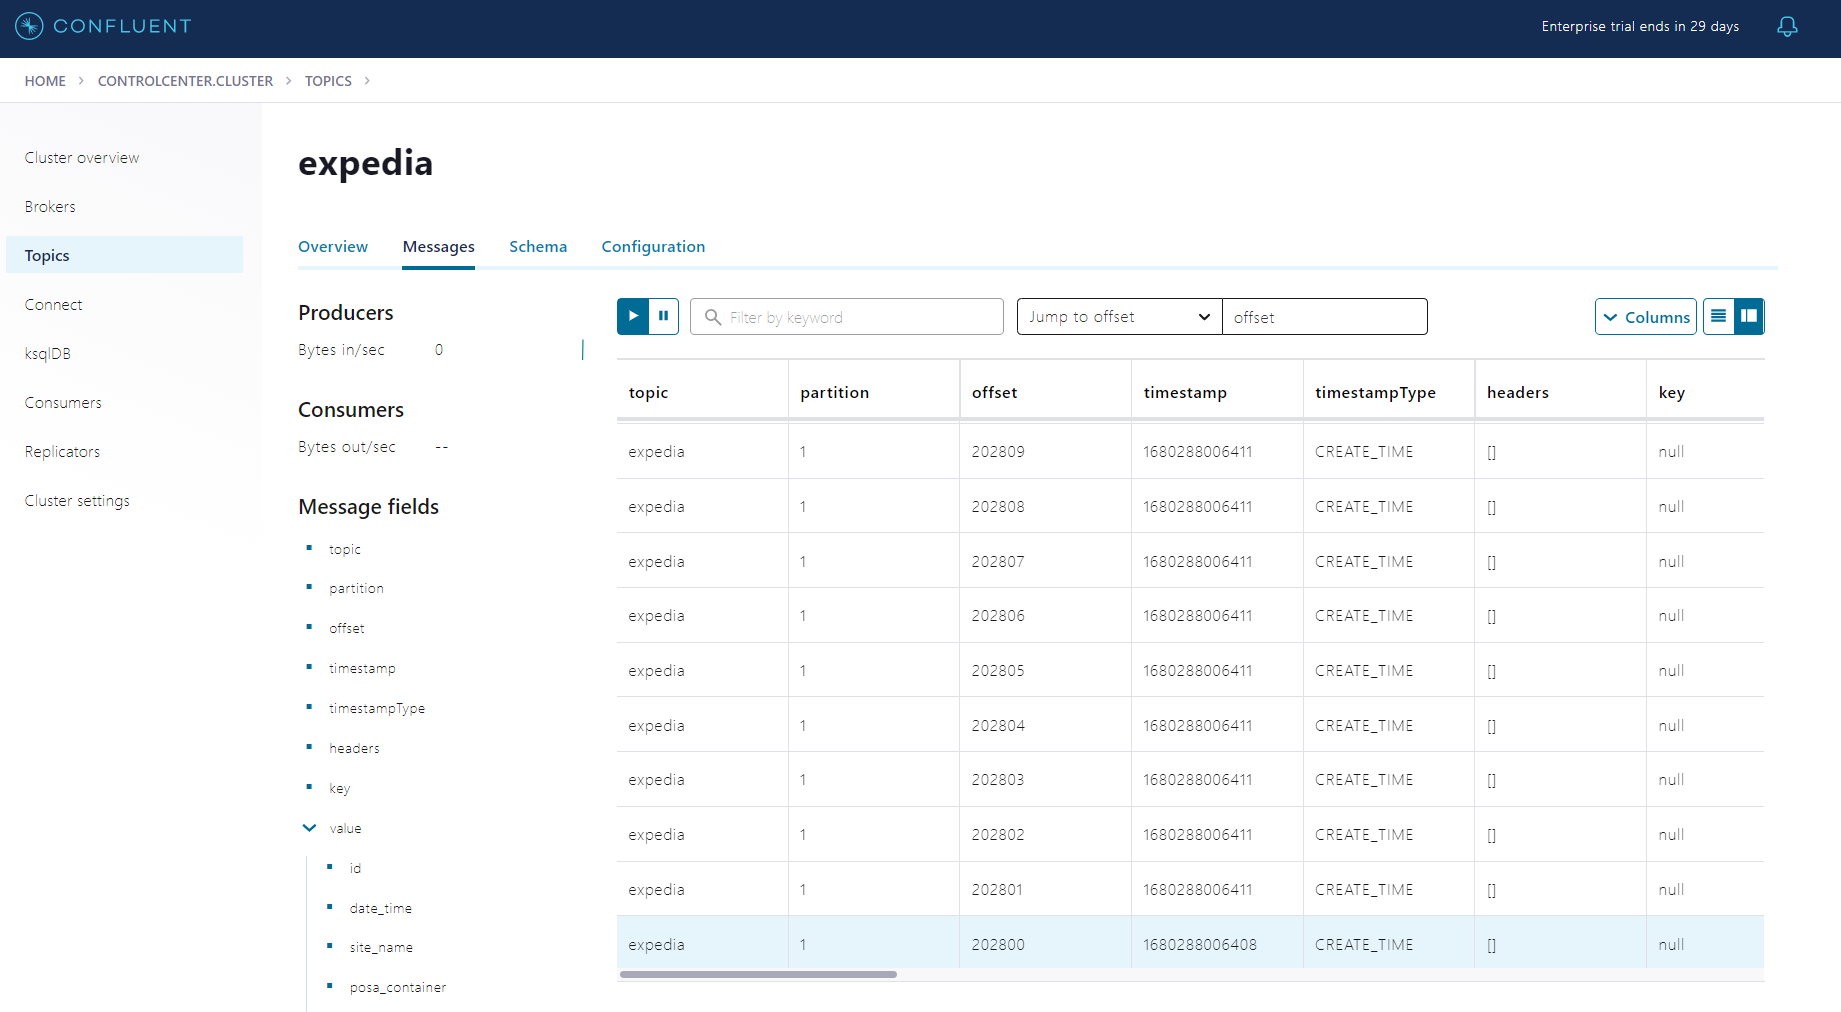 CONFLUENT
Enterprise trial ends in 29 days
HOME > CONTROLCENTER.CLUSTER > TOPICS >
Cluster overview
Brokers
Topics
Connect
ksqlDB
Consumers
Replicators
Cluster settings
expedia
Overview Messages Schema Configuration
Producers
Bytes in/sec 0
Consumers
Bytes out/sec --
Message fields
topic
partition
offset
timestamp
timestampType
headers
key
value
id
date_time
site_name
posa_container
Filter by keyword Jump to offset offset Columns
topic partition offset timestamp timestampType headers key
expedia 1 202809 1680288006411 CREATE_TIME [] null
expedia 1 202808 1680288006411 CREATE_TIME [] null
expedia 1 202807 1680288006411 CREATE_TIME [] null
expedia 1 202806 1680288006411 CREATE_TIME [] null
expedia 1 202805 1680288006411 CREATE_TIME [] null
expedia 1 202804 1680288006411 CREATE_TIME [] null
expedia 1 202803 1680288006411 CREATE_TIME [] null
expedia 1 202802 1680288006411 CREATE_TIME [] null
expedia 1 202801 1680288006411 CREATE_TIME [] null
expedia 1 202800 1680288006408 CREATE_TIME [] null